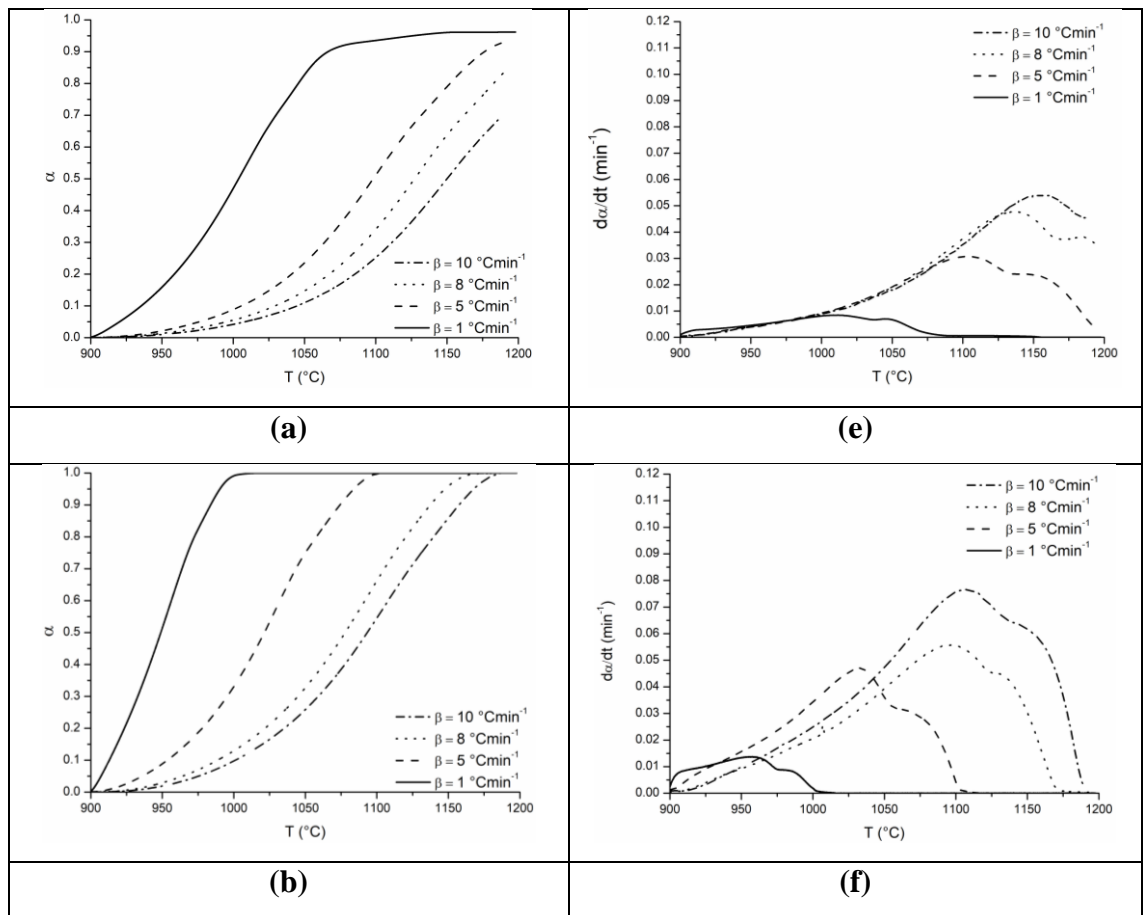 1.0
0.9
0.8
0.7
0.6
0.5
0.4
0.3
0.2
0.1
0.0
α
900 950 1000 1050 1100 1150 1200
T (°C)
β = 10 °Cmin⁻¹
β = 8 °Cmin⁻¹
β = 5 °Cmin⁻¹
β = 1 °Cmin⁻¹
(a)
0.12
0.11
0.10
0.09
0.08
0.07
0.06
0.05
0.04
0.03
0.02
0.01
0.00
dα/dt (min⁻¹)
900 950 1000 1050 1100 1150 1200
T (°C)
β = 10 °Cmin⁻¹
β = 8 °Cmin⁻¹
β = 5 °Cmin⁻¹
β = 1 °Cmin⁻¹
(e)
1.0
0.9
0.8
0.7
0.6
0.5
0.4
0.3
0.2
0.1
0.0
α
900 950 1000 1050 1100 1150 1200
T (°C)
β = 10 °Cmin⁻¹
β = 8 °Cmin⁻¹
β = 5 °Cmin⁻¹
β = 1 °Cmin⁻¹
(b)
0.12
0.11
0.10
0.09
0.08
0.07
0.06
0.05
0.04
0.03
0.02
0.01
0.00
dα/dt (min⁻¹)
900 950 1000 1050 1100 1150 1200
T (°C)
β = 10 °Cmin⁻¹
β = 8 °Cmin⁻¹
β = 5 °Cmin⁻¹
β = 1 °Cmin⁻¹
(f)